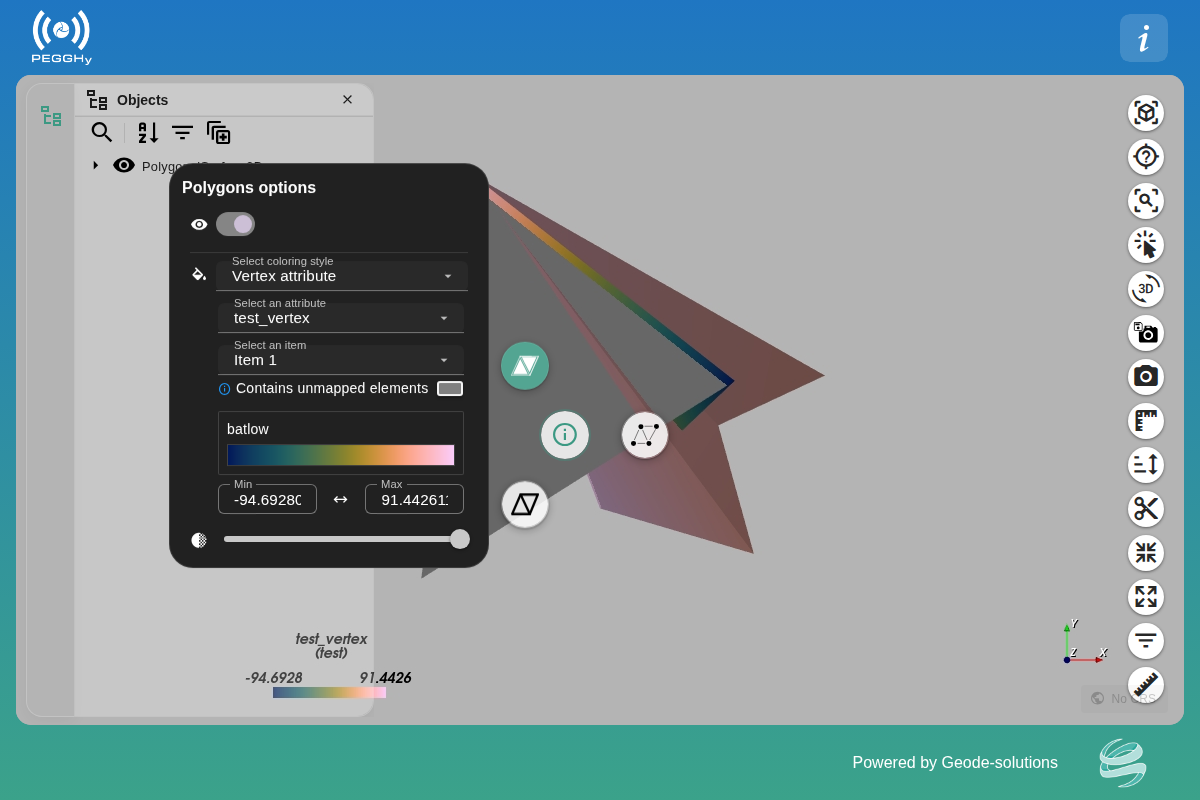 PEGGHy
i
Objects
A
Z
Polygons options
Select coloring style
Vertex attribute
Select an attribute
test_vertex
Select an item
Item 1
Contains unmapped elements
batlow
Min
Max
-94.6928
91.44261
3D
test_vertex
(test)
-94.6928
91.4426
Y
Z
X
No CRS
Powered by Geode-solutions